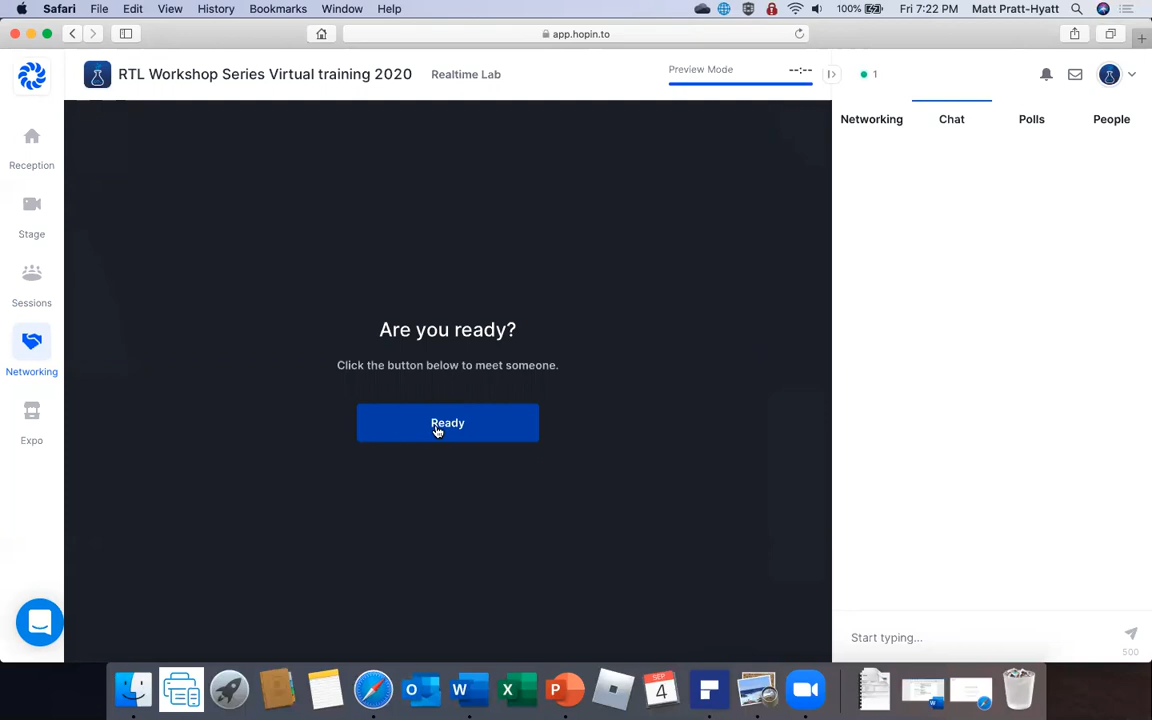 Safari File Edit View History Bookmarks Window Help 100% Fri 7:22 PM Matt Pratt-Hyatt
app.hopin.to
RTL Workshop Series Virtual training 2020 Realtime Lab Preview Mode --:-- 1
Networking Chat Polls People
Reception
Stage
Sessions
Networking
Expo
Are you ready?
Click the button below to meet someone.
Ready
Start typing...
500
SEP
4